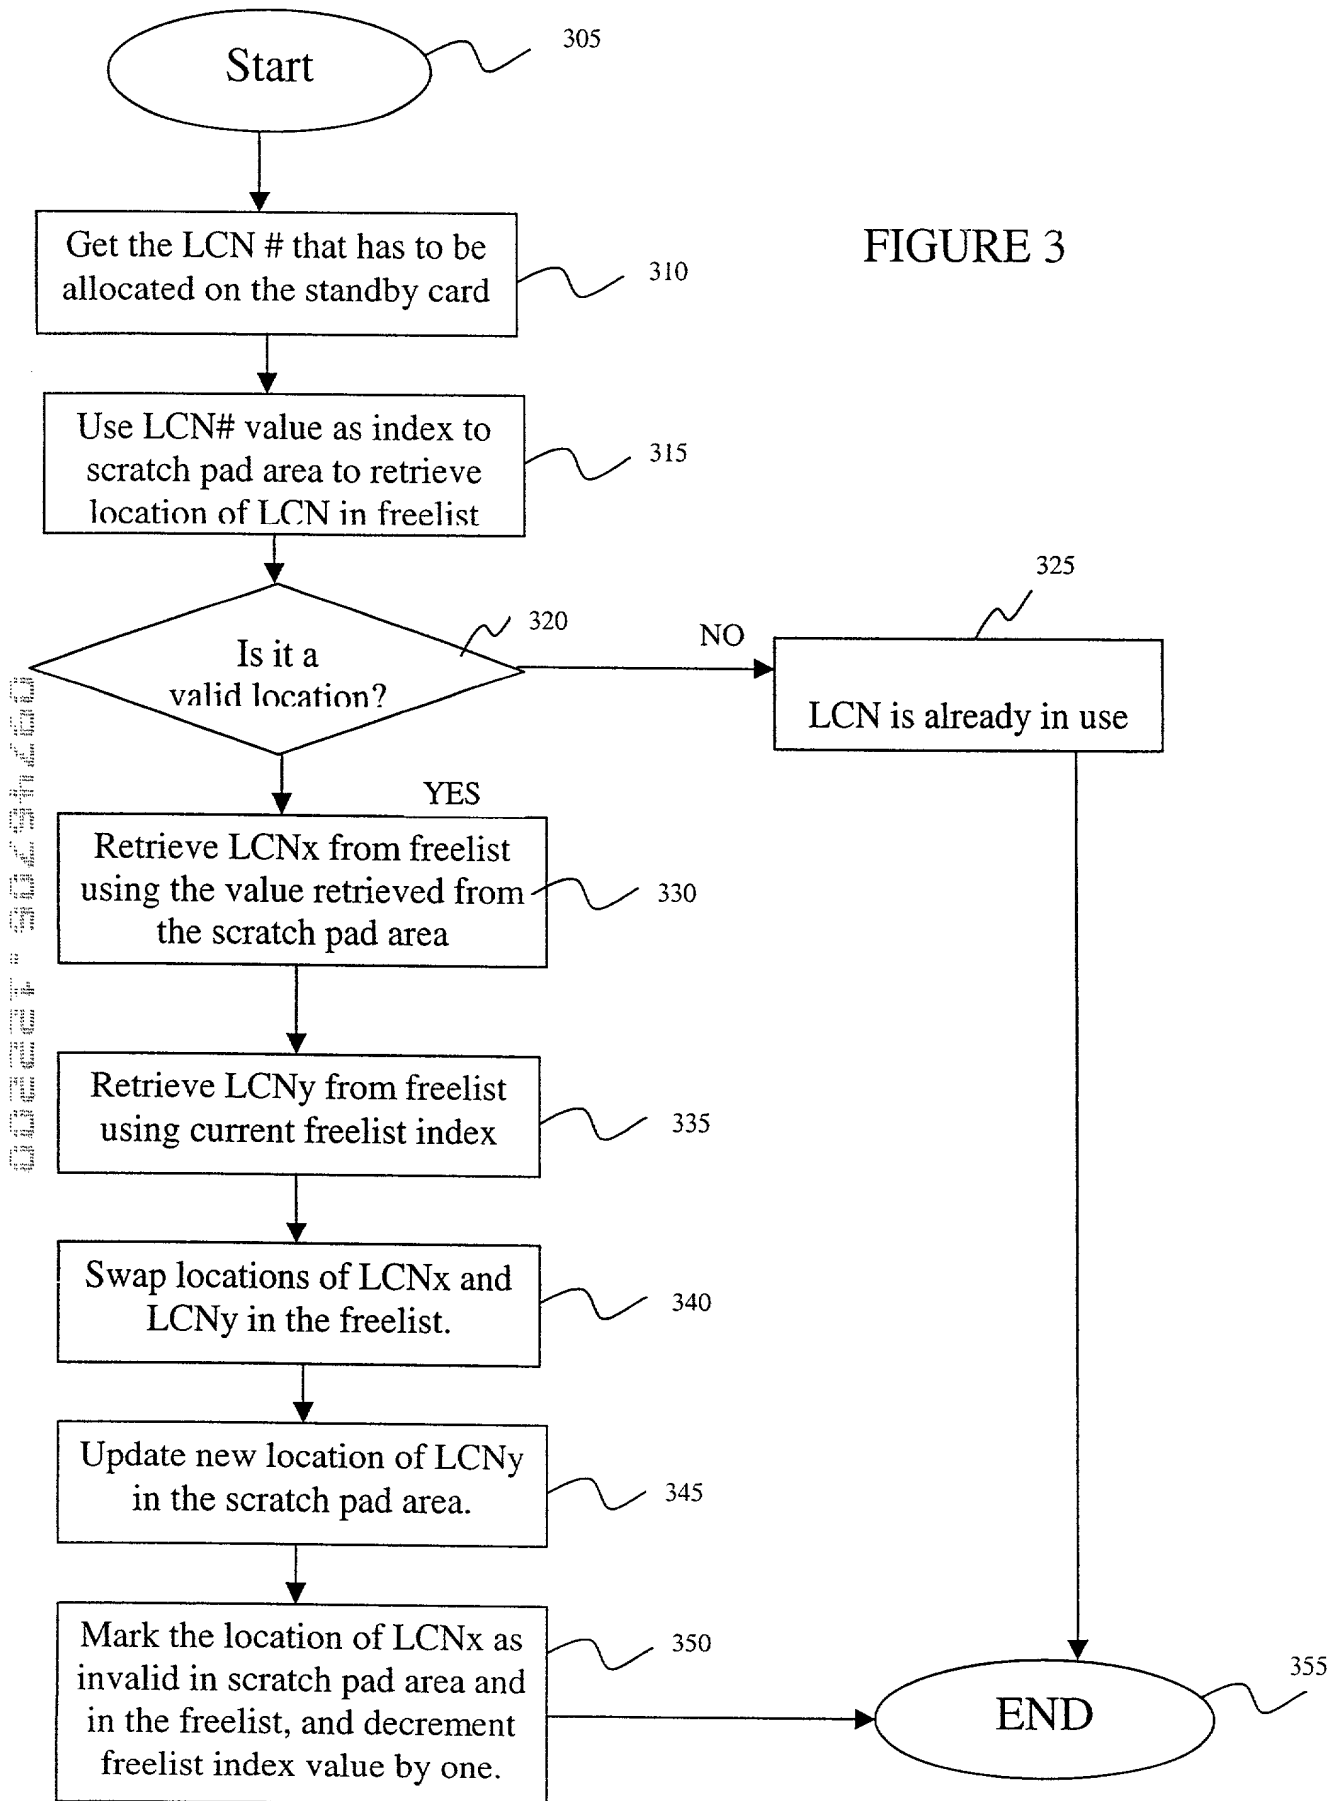 Start
305
FIGURE 3
Get the LCN # that has to be
allocated on the standby card
310
Use LCN# value as index to
scratch pad area to retrieve
location of LCN in freelist
315
Is it a
valid location?
320
NO
325
LCN is already in use
YES
Retrieve LCNx from freelist
using the value retrieved from
the scratch pad area
330
Retrieve LCNy from freelist
using current freelist index
335
Swap locations of LCNx and
LCNy in the freelist.
340
Update new location of LCNy
in the scratch pad area.
345
Mark the location of LCNx as
invalid in scratch pad area and
in the freelist, and decrement
freelist index value by one.
350
END
355